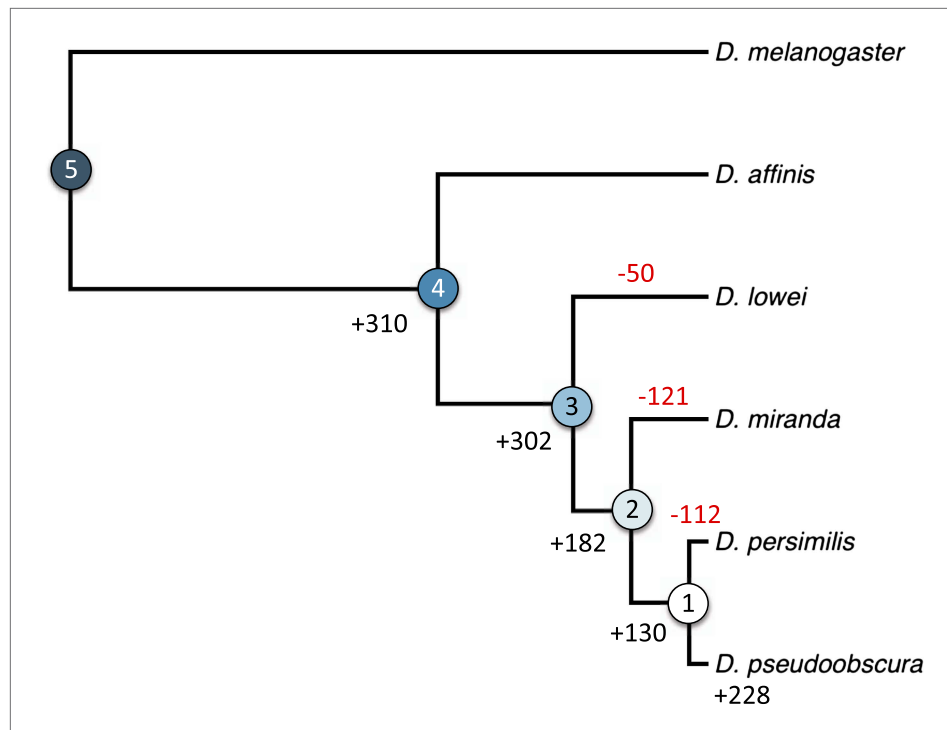 D. melanogaster
5
D. affinis
4
+310
-50
D. lowei
3
+302
-121
D. miranda
2
+182
-112
D. persimilis
1
+130
D. pseudoobscura
+228